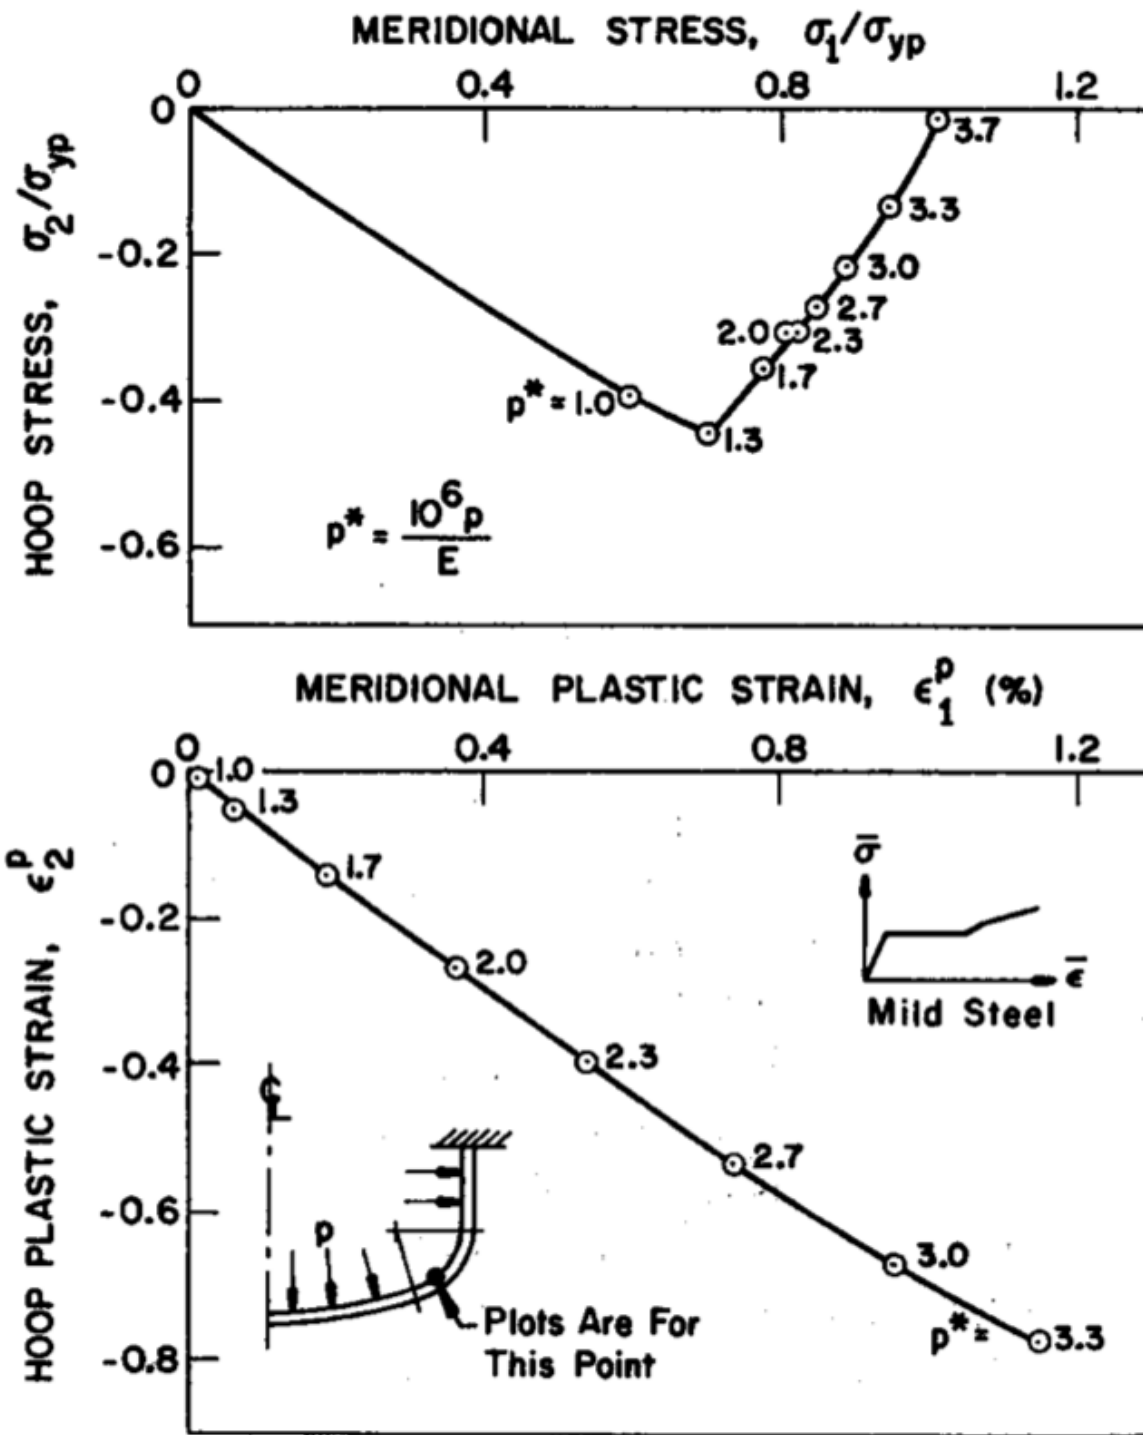 MERIDIONAL STRESS, σ₁/σyp
0 0.4 0.8 1.2
HOOP STRESS, σ₂/σyp
0
-0.2
-0.4
-0.6
3.7
3.3
3.0
2.7
2.0 2.3
1.7
p* = 1.0
1.3
p* = 10⁶p / E
MERIDIONAL PLASTIC STRAIN, ϵ₁ᵖ (%)
0 0.4 0.8 1.2
HOOP PLASTIC STRAIN, ϵ₂ᵖ
0
-0.2
-0.4
-0.6
-0.8
1.0
1.3
1.7
2.0
2.3
2.7
3.0
p* = 3.3
σ̄
ϵ̄
Mild Steel
℄
p
Plots Are For
This Point